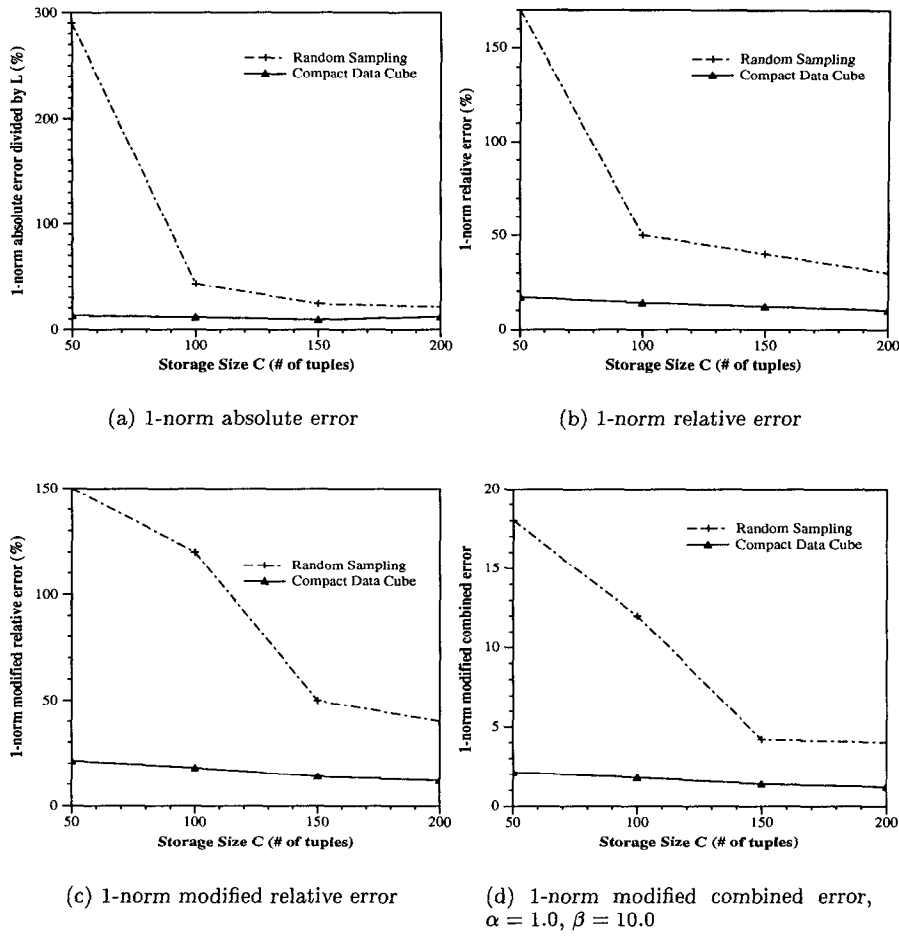 300
200
100
0
50
100
150
200
1-norm absolute error divided by L (%)
Storage Size C (# of tuples)
Random Sampling
Compact Data Cube
(a) 1-norm absolute error
150
100
50
0
50
100
150
200
1-norm relative error (%)
Storage Size C (# of tuples)
Random Sampling
Compact Data Cube
(b) 1-norm relative error
150
100
50
0
50
100
150
200
1-norm modified relative error (%)
Storage Size C (# of tuples)
Random Sampling
Compact Data Cube
(c) 1-norm modified relative error
20
15
10
5
0
50
100
150
200
1-norm modified combined error
Storage Size C (# of tuples)
Random Sampling
Compact Data Cube
(d) 1-norm modified combined error,
α = 1.0, β = 10.0